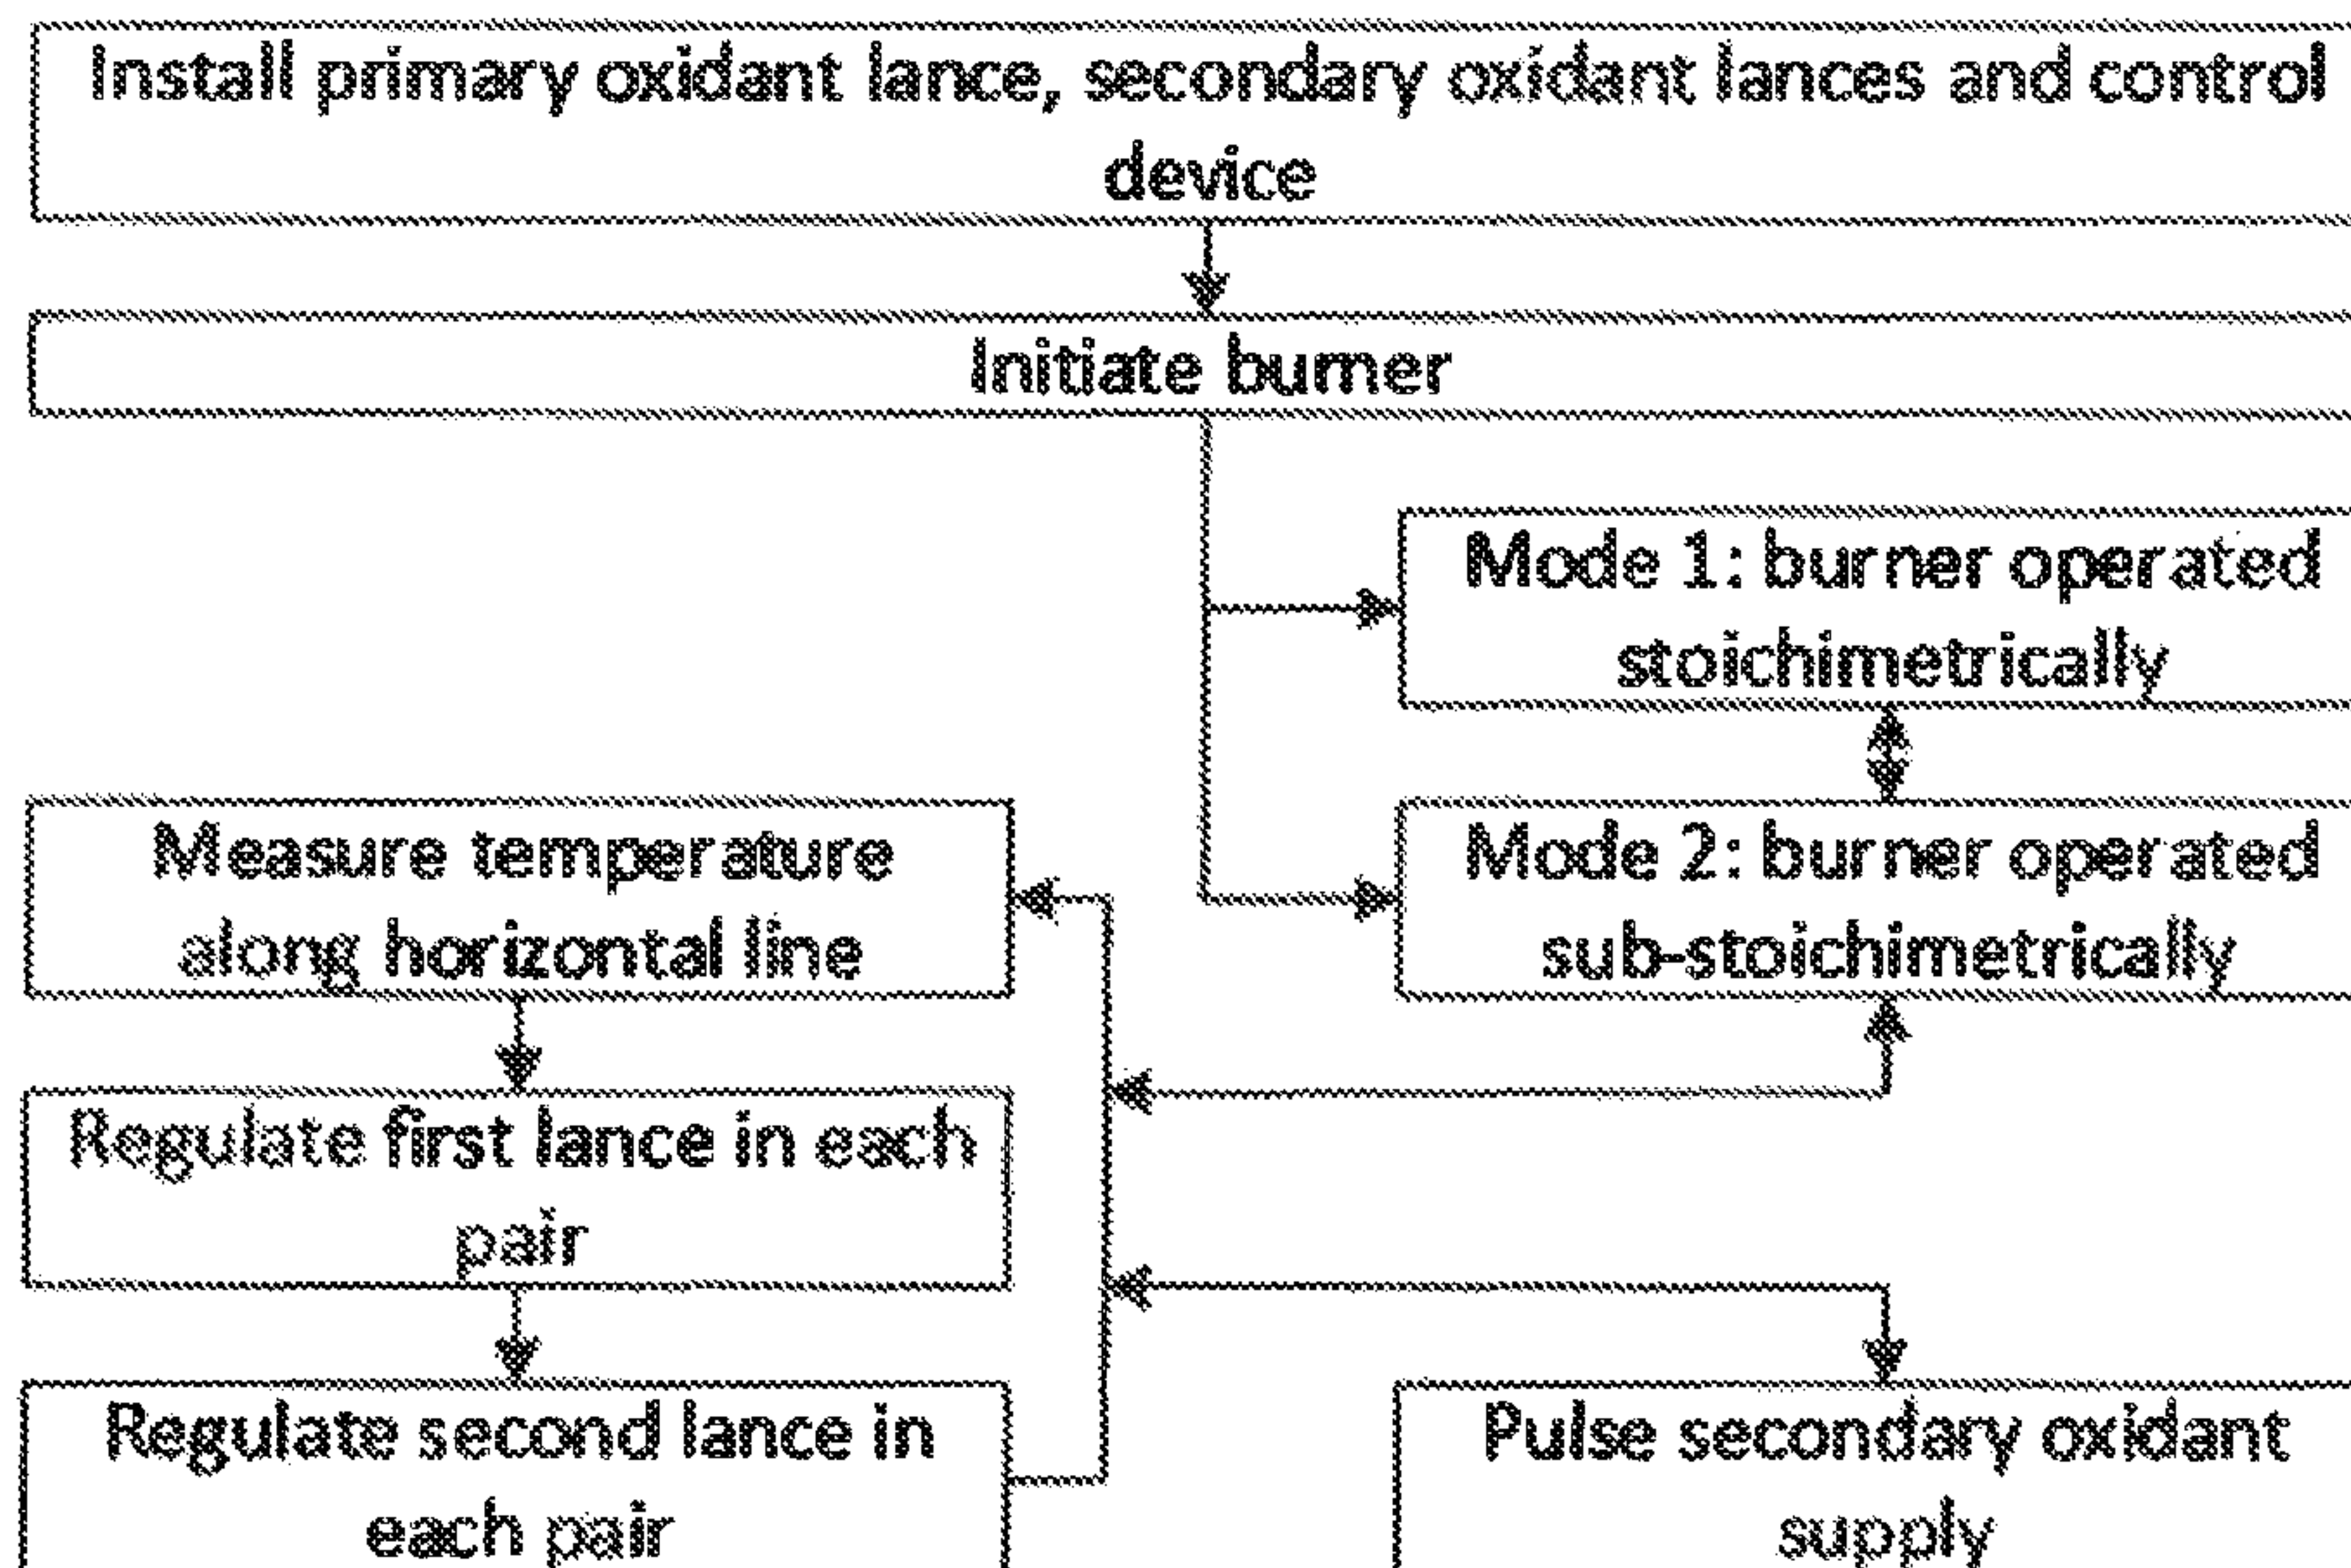 Install primary oxidant lance, secondary oxidant lances and control
device
Initiate burner
Mode 1: burner operated
stoichimetrically
Measure temperature
along horizontal line
Mode 2: burner operated
sub-stoichimetrically
Regulate first lance in each
pair
Regulate second lance in
each pair
Pulse secondary oxidant
supply